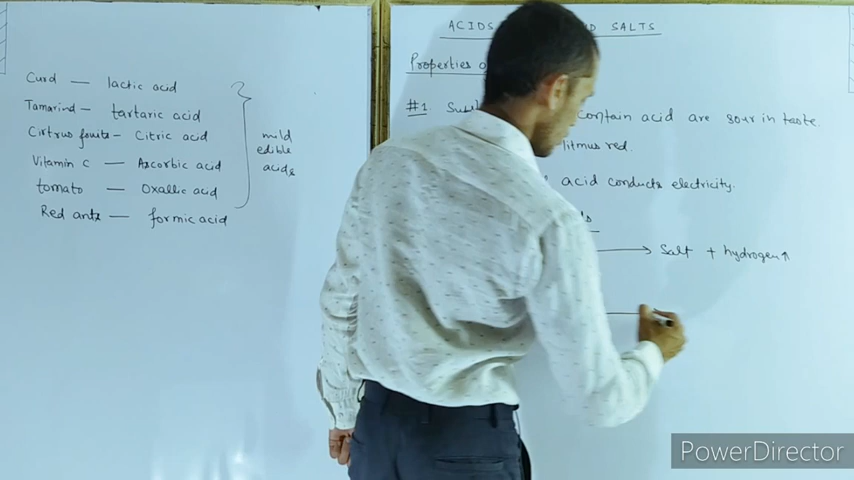 Curd — lactic acid
Tamarind — tartaric acid
Cirtrus fruits - Citric acid
Vitamin C — Ascorbic acid
tomato — Oxallic acid
Red ants — formic acid
mild
edible
acids
ACIDS SALTS
Properties
#1 contain acid are sour in taste.
litmus red.
acid conducts electricity.
→ Salt + hydrogen ↑
PowerDirector